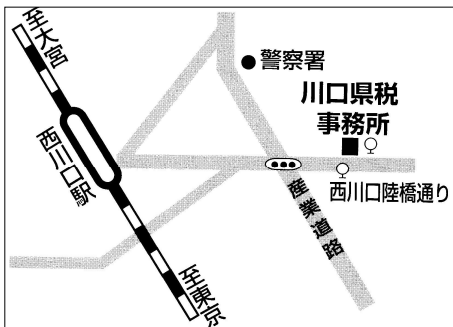 至大宮
警察署
川口県税
事務所
西川口駅
西川口陸橋通り
産業道路
至東京